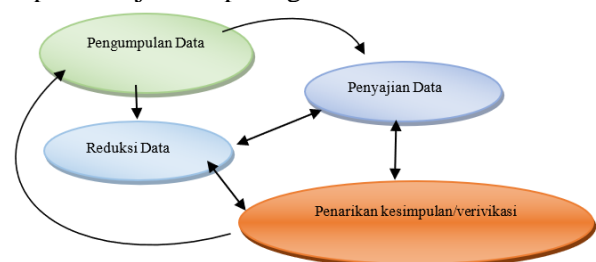 Pengumpulan Data
Penyajian Data
Reduksi Data
Penarikan kesimpulan/verivikasi